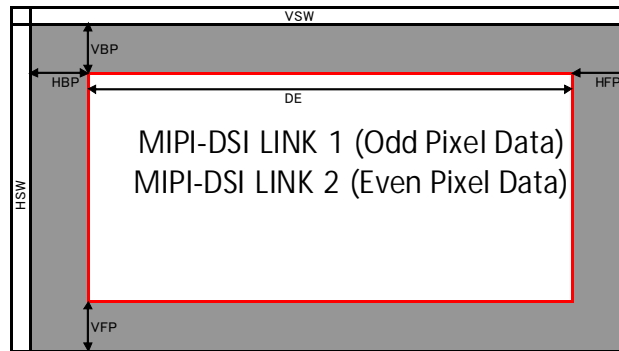 VSW
VBP
HBP
HFP
DE
MIPI-DSI LINK 1 (Odd Pixel Data)
MIPI-DSI LINK 2 (Even Pixel Data)
HSW
VFP